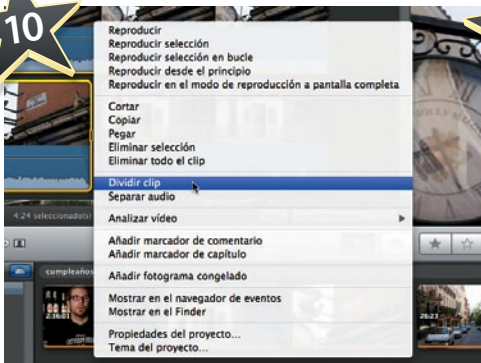 10
Reproducir
Reproducir selección
Reproducir selección en bucle
Reproducir desde el principio
Reproducir en el modo de reproducción a pantalla completa
Cortar
Copiar
Pegar
Eliminar selección
Eliminar todo el clip
Dividir clip
Separar audio
4:24 seleccionado(s)
Analizar vídeo
Añadir marcador de comentario
Añadir marcador de capítulo
cumpleaños
Añadir fotograma congelado
Mostrar en el navegador de eventos
Mostrar en el Finder
2:36:01
26:23
Propiedades del proyecto...
Tema del proyecto...